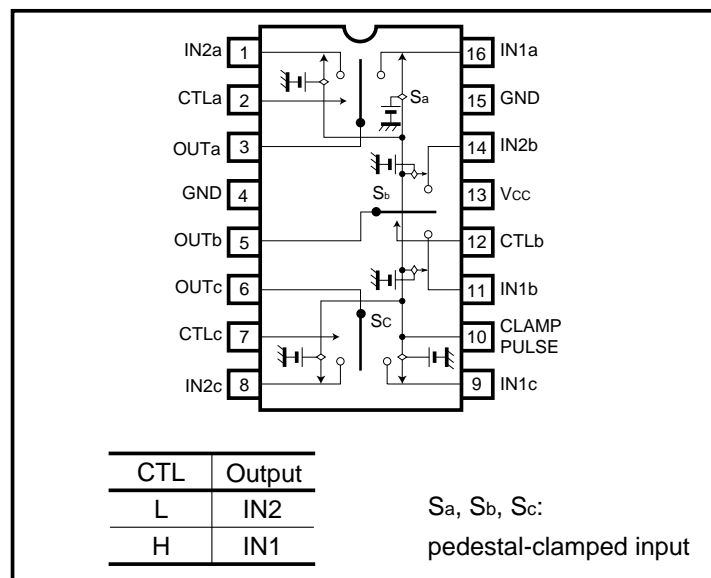 IN2a 1 16 IN1a
CTLa 2 Sa 15 GND
OUTa 3 14 IN2b
GND 4 Sb 13 Vcc
OUTb 5 12 CTLb
OUTc 6 11 IN1b
CTLc 7 Sc 10 CLAMP
PULSE
IN2c 8 9 IN1c
CTL Output
L IN2
H IN1
Sa, Sb, Sc:
pedestal-clamped input